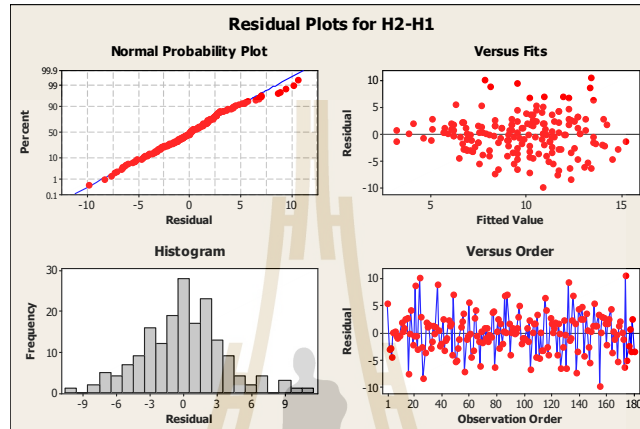 Residual Plots for H2-H1
Normal Probability Plot
Percent
99.9
99
90
50
10
1
0.1
-10 -5 0 5 10
Residual
Versus Fits
Residual
10
5
0
-5
-10
5 10 15
Fitted Value
Histogram
Frequency
30
20
10
0
-9 -6 -3 0 3 6 9
Residual
Versus Order
Residual
10
5
0
-5
-10
1 20 40 60 80 100 120 140 160 180
Observation Order